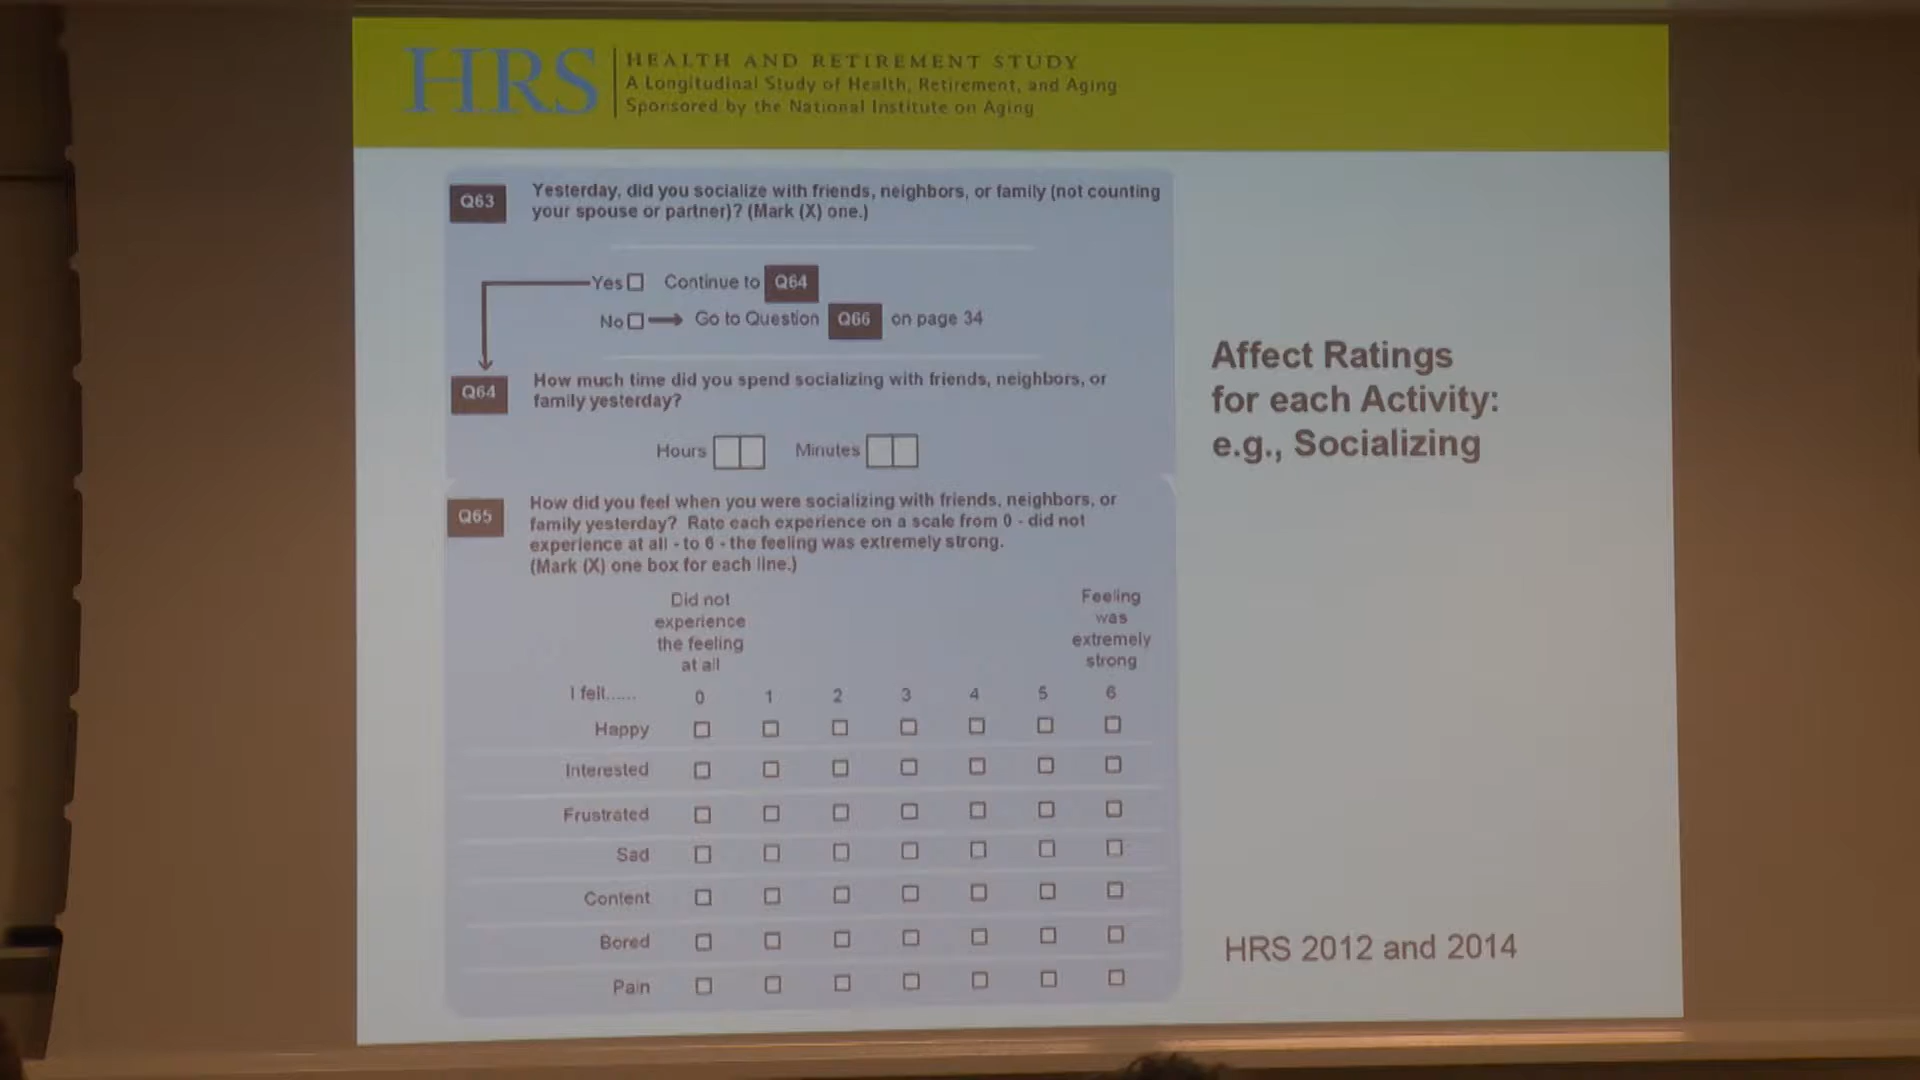 HRS
HEALTH AND RETIREMENT STUDY
A Longitudinal Study of Health, Retirement, and Aging
Sponsored by the National Institute on Aging
Q63
Yesterday, did you socialize with friends, neighbors, or family (not counting
your spouse or partner)? (Mark (X) one.)
Yes Continue to Q64
No Go to Question Q66 on page 34
Q64
How much time did you spend socializing with friends, neighbors, or
family yesterday?
Hours Minutes
Q65
How did you feel when you were socializing with friends, neighbors, or
family yesterday? Rate each experience on a scale from 0 - did not
experience at all - to 6 - the feeling was extremely strong.
(Mark (X) one box for each line.)
Did not
experience
the feeling
at all
Feeling
was
extremely
strong
I felt...... 0 1 2 3 4 5 6
Happy
Interested
Frustrated
Sad
Content
Bored
Pain
Affect Ratings
for each Activity:
e.g., Socializing
HRS 2012 and 2014